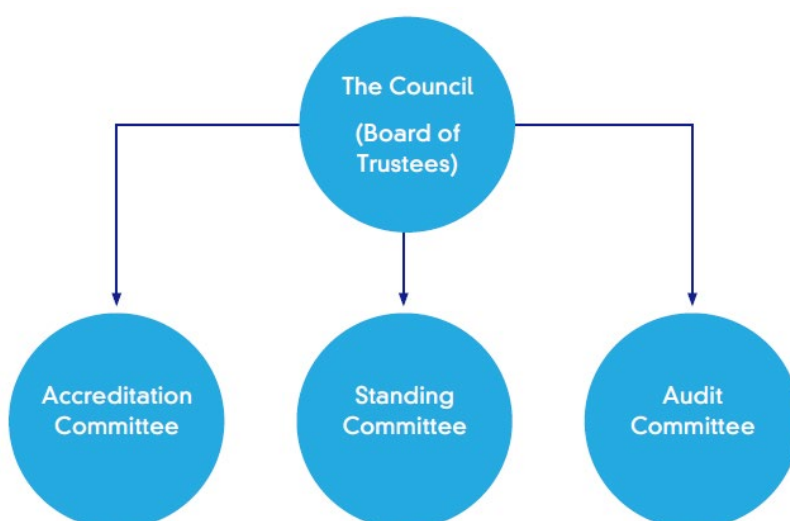 The Council
(Board of
Trustees)
Accreditation
Committee
Standing
Committee
Audit
Committee